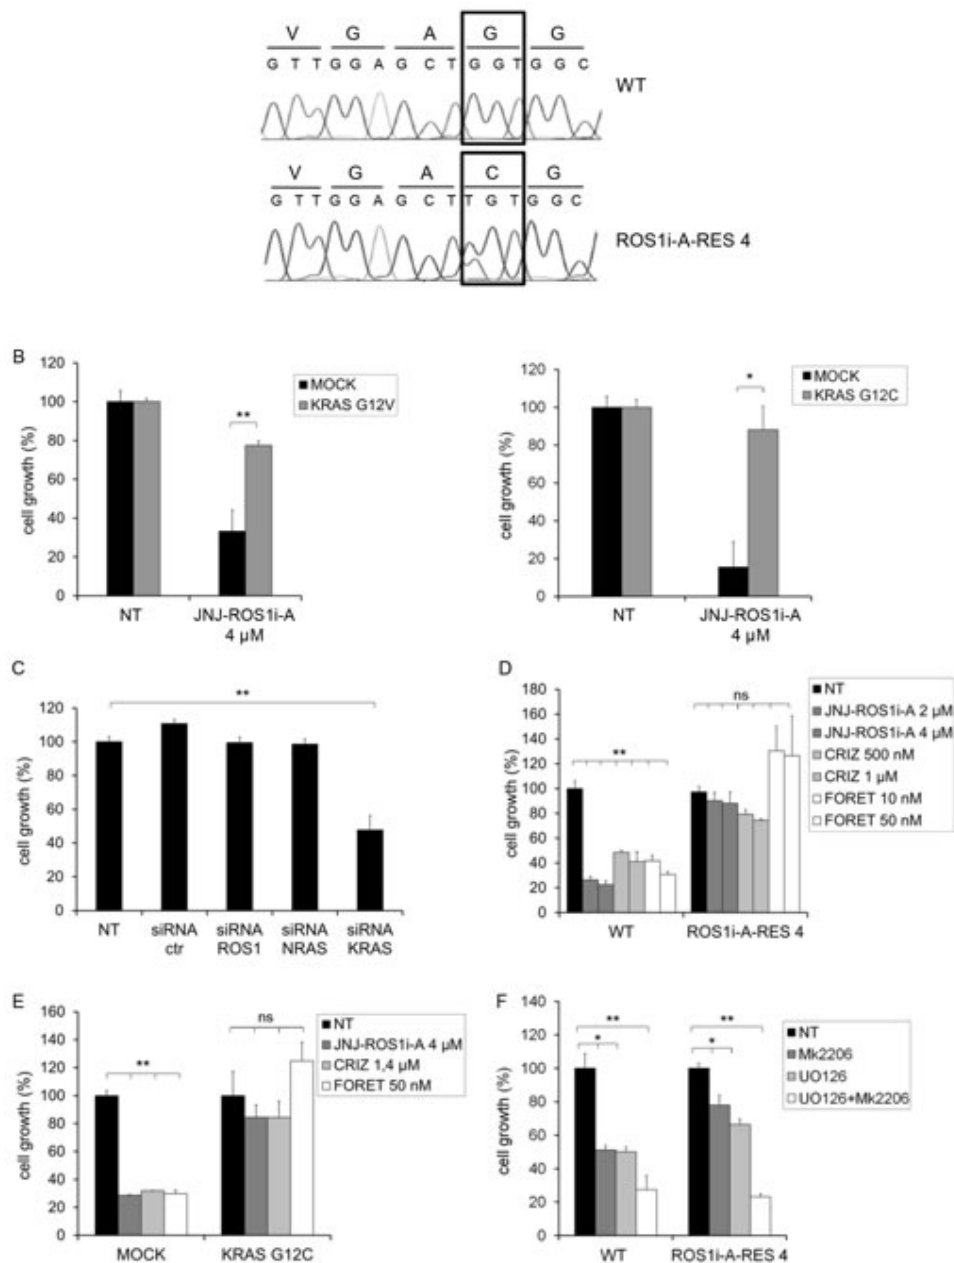 V G A G G
G T T G G A G C T G G T G G C
WT
V G A C G
G T T G G A G C T T G T G G C
ROS1i-A-RES 4
B
cell growth (%)
120
100
80
60
40
20
0
**
MOCK
KRAS G12V
NT
JNJ-ROS1i-A
4 µM
cell growth (%)
120
100
80
60
40
20
0
*
MOCK
KRAS G12C
NT
JNJ-ROS1i-A
4 µM
C
cell growth (%)
120
100
80
60
40
20
0
**
NT
siRNA
ctr
siRNA
ROS1
siRNA
NRAS
siRNA
KRAS
D
cell growth (%)
180
160
140
120
100
80
60
40
20
0
**
ns
NT
JNJ-ROS1i-A 2 µM
JNJ-ROS1i-A 4 µM
CRIZ 500 nM
CRIZ 1 µM
FORET 10 nM
FORET 50 nM
WT
ROS1i-A-RES 4
E
cell growth (%)
160
140
120
100
80
60
40
20
0
**
ns
NT
JNJ-ROS1i-A 4 µM
CRIZ 1,4 µM
FORET 50 nM
MOCK
KRAS G12C
F
cell growth (%)
140
120
100
80
60
40
20
0
**
*
**
*
NT
Mk2206
UO126
UO126+Mk2206
WT
ROS1i-A-RES 4